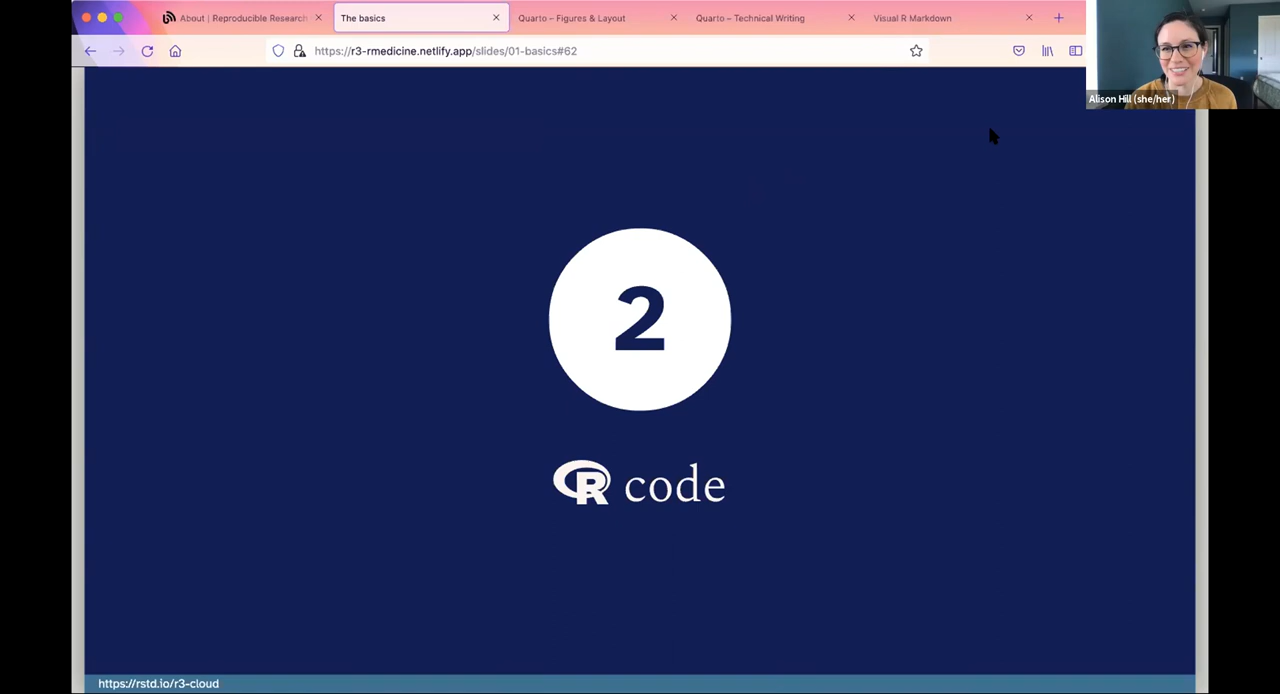 About | Reproducible Research
The basics
Quarto – Figures & Layout
Quarto – Technical Writing
Visual R Markdown
https://r3-rmedicine.netlify.app/slides/01-basics#62
Alison Hill (she/her)
2
R code
https://rstd.io/r3-cloud